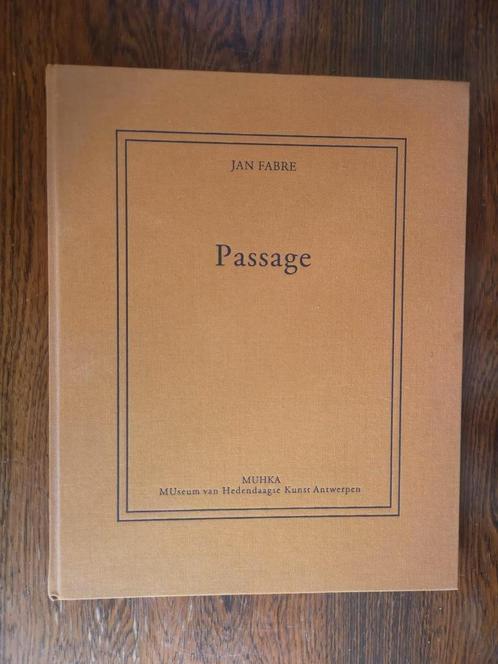 JAN FABRE
Passage
MUHKA
MUseum van Hedendaagse Kunst Antwerpen